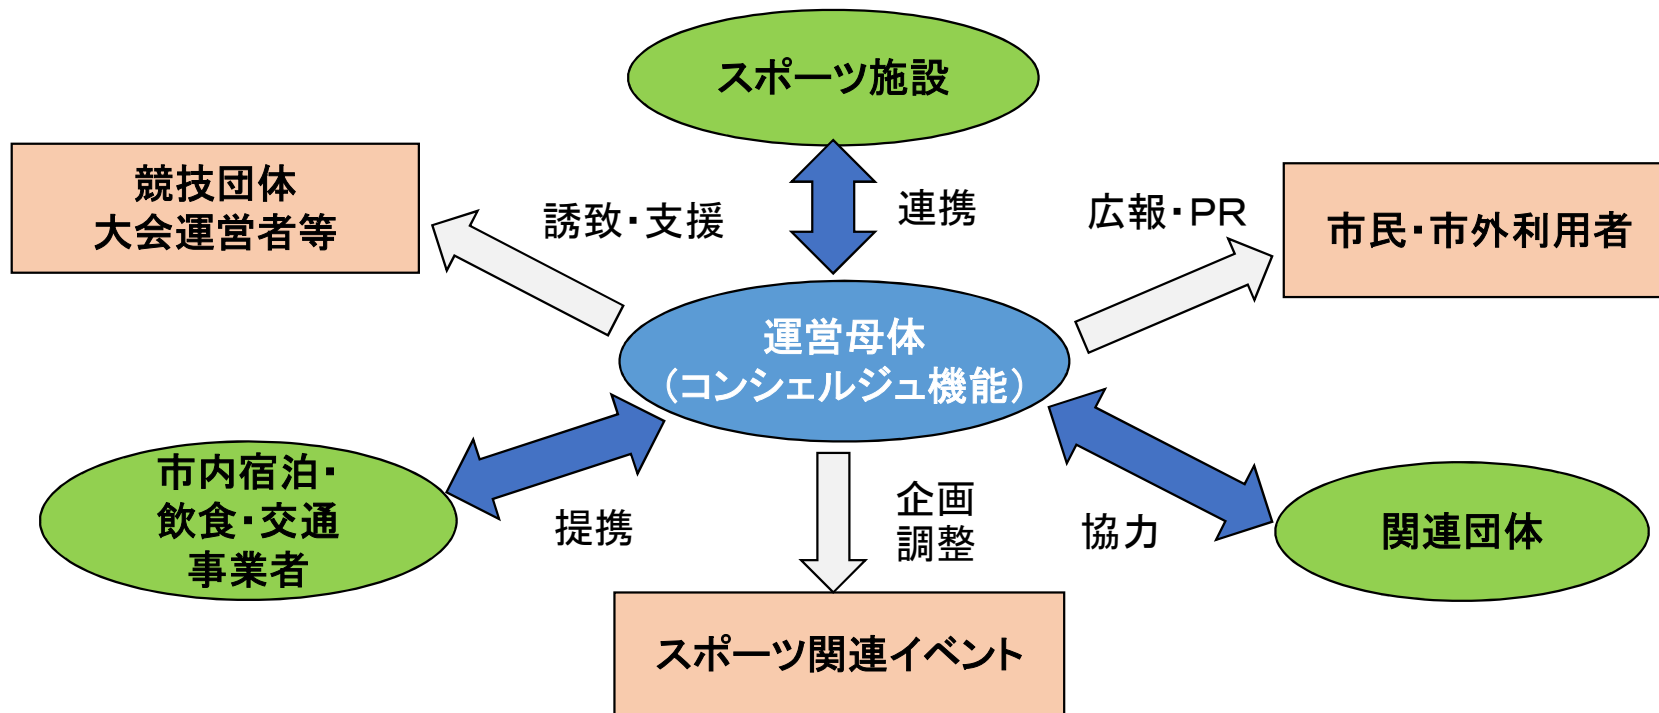 スポーツ施設
競技団体
大会運営者等
誘致・支援
連携
広報・PR
市民・市外利用者
運営母体
（コンシェルジュ機能）
市内宿泊・
飲食・交通
事業者
提携
企画
調整
協力
関連団体
スポーツ関連イベント